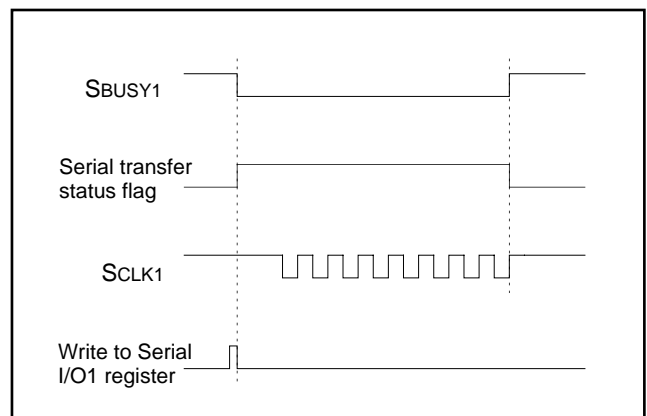 SBUSY1
Serial transfer
status flag
SCLK1
Write to Serial
I/O1 register